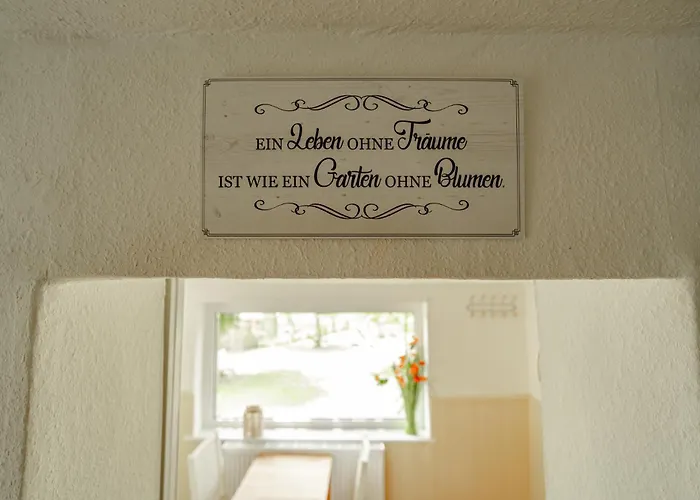 EIN Leben OHNE Träume
IST WIE EIN Garten OHNE Blumen.